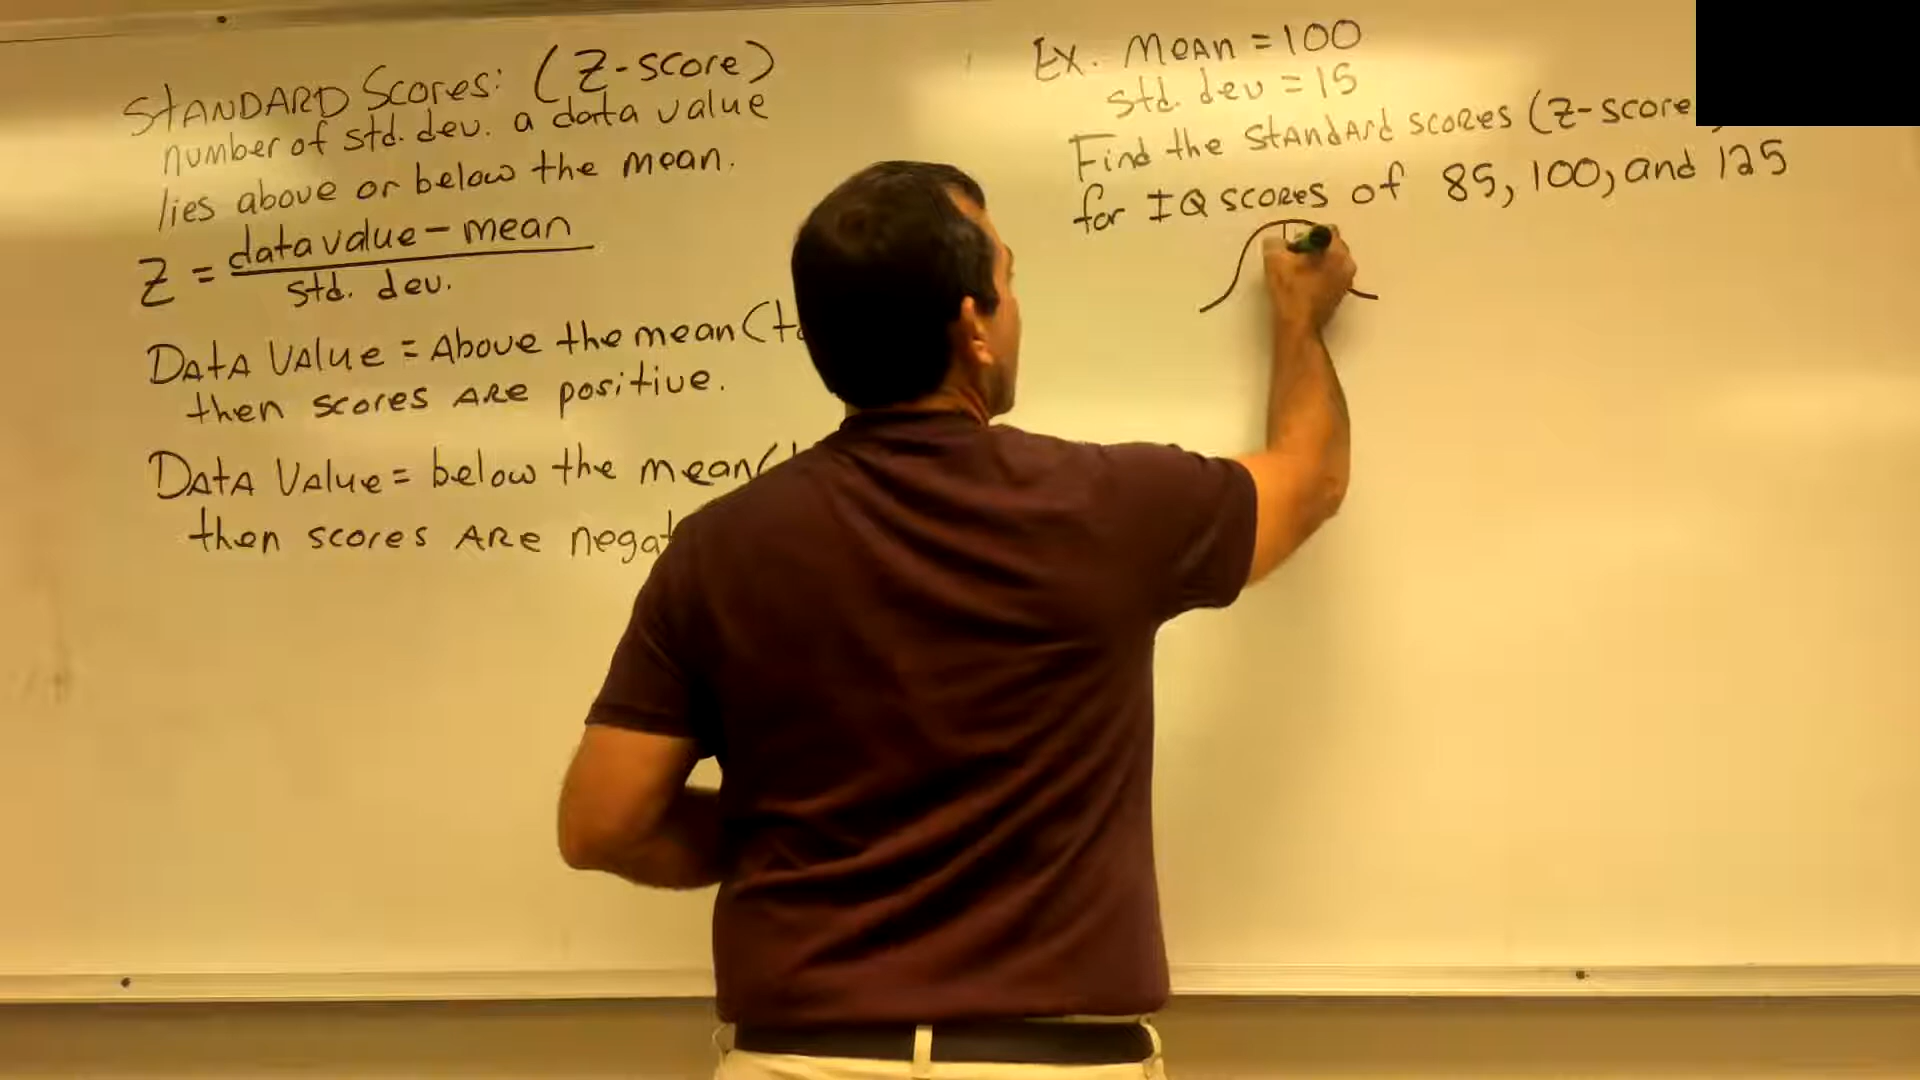 STANDARD Scores: (Z-score)
number of std. dev. a data value
lies above or below the mean.
Z = data value - mean
std. dev.
DATA VAlue = Above the mean (
then scores ARE positive.
DATA VAlue = below the mean (
then scores ARE
Ex. MEAN = 100
std. dev = 15
Find the STANDARD SCORES (Z-score
for IQ SCORES of 85, 100, and 125